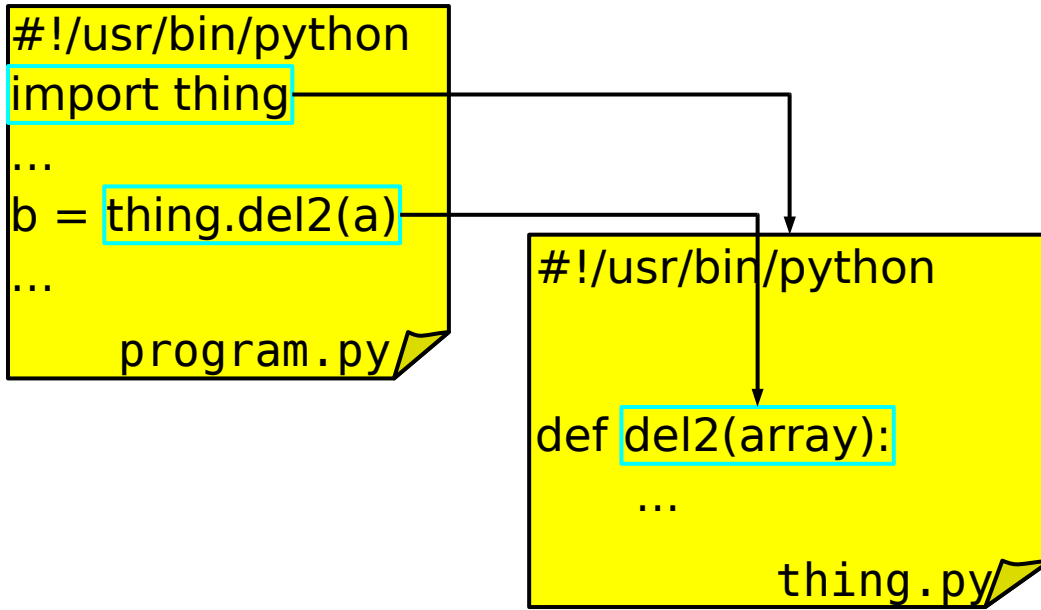 #!/usr/bin/python
import thing
...
b = thing.del2(a)
...
program.py
#!/usr/bin/python
def del2(array):
...
thing.py